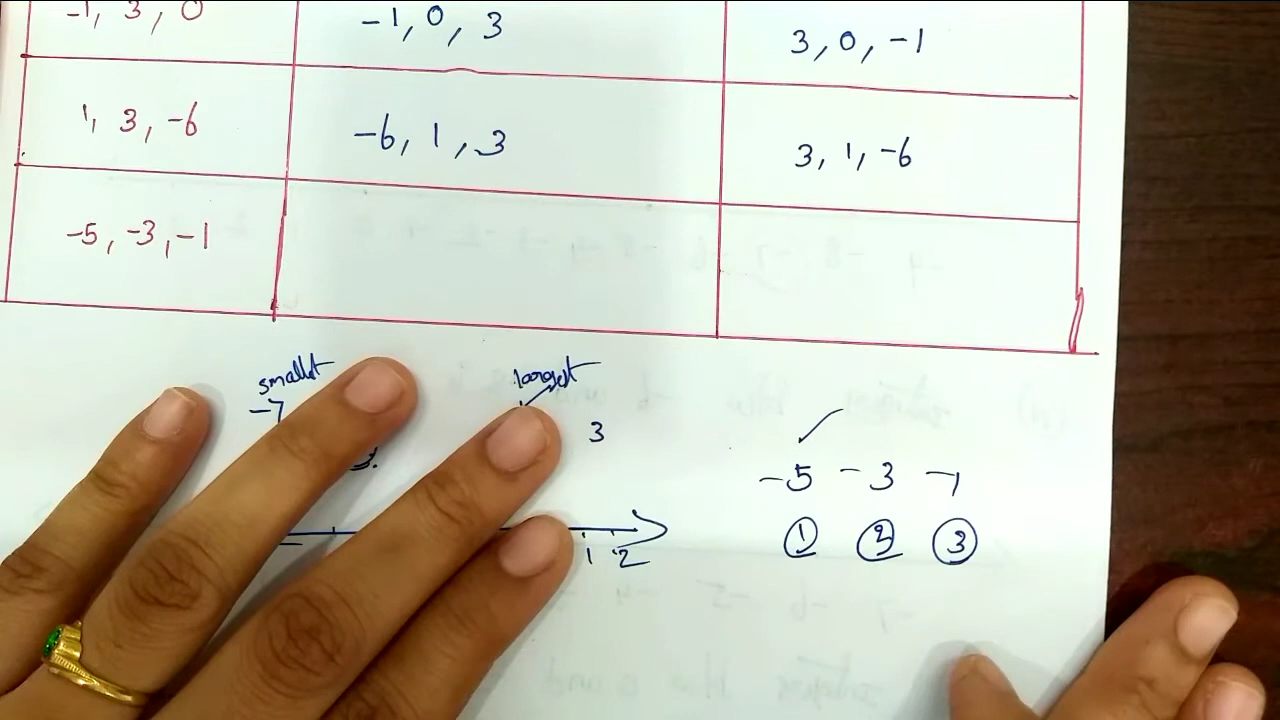 -1, 3, 0 -1, 0, 3 3, 0, -1
1, 3, -6 -6, 1, 3 3, 1, -6
-5, -3, -1
smallest largest
-7 3
-5 -3 -1
1 2 3
1 2